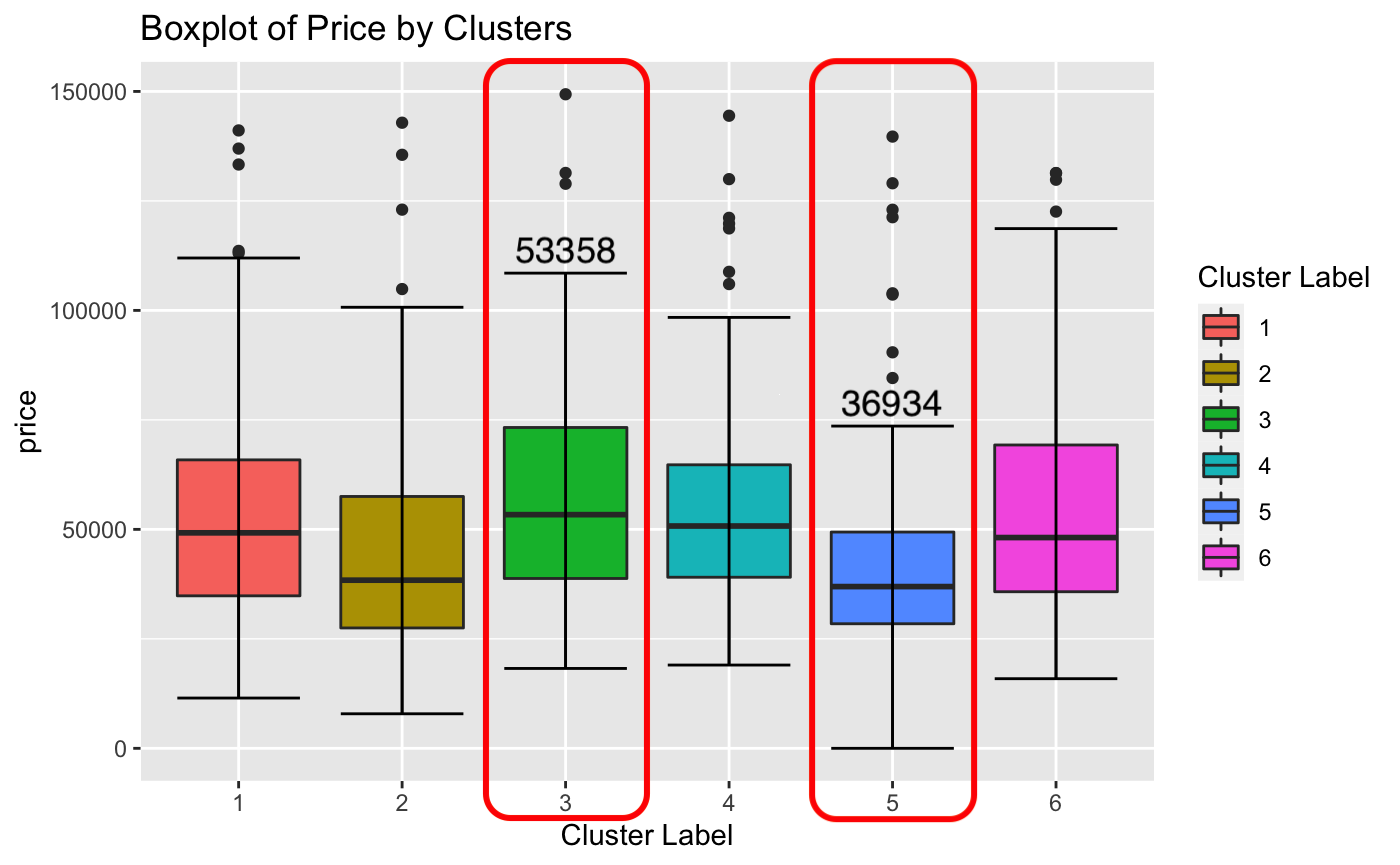 Boxplot of Price by Clusters
150000
100000
50000
0
price
53358
36934
1 2 3 4 5 6
Cluster Label
Cluster Label
1
2
3
4
5
6